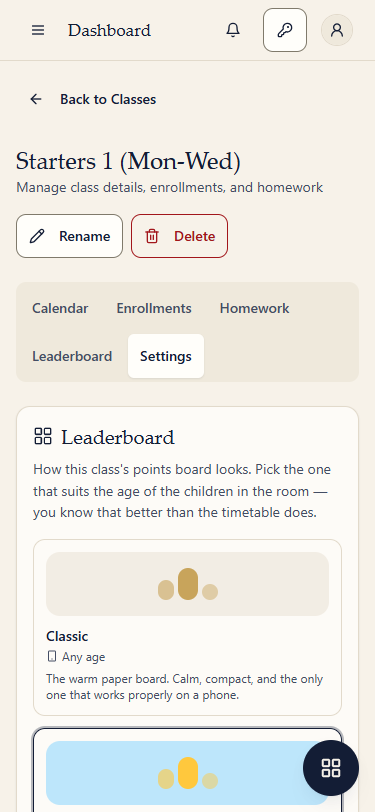 Dashboard
Back to Classes
Starters 1 (Mon-Wed)
Manage class details, enrollments, and homework
Rename
Delete
Calendar
Enrollments
Homework
Leaderboard
Settings
Leaderboard
How this class's points board looks. Pick the one
that suits the age of the children in the room —
you know that better than the timetable does.
Classic
Any age
The warm paper board. Calm, compact, and the only
one that works properly on a phone.